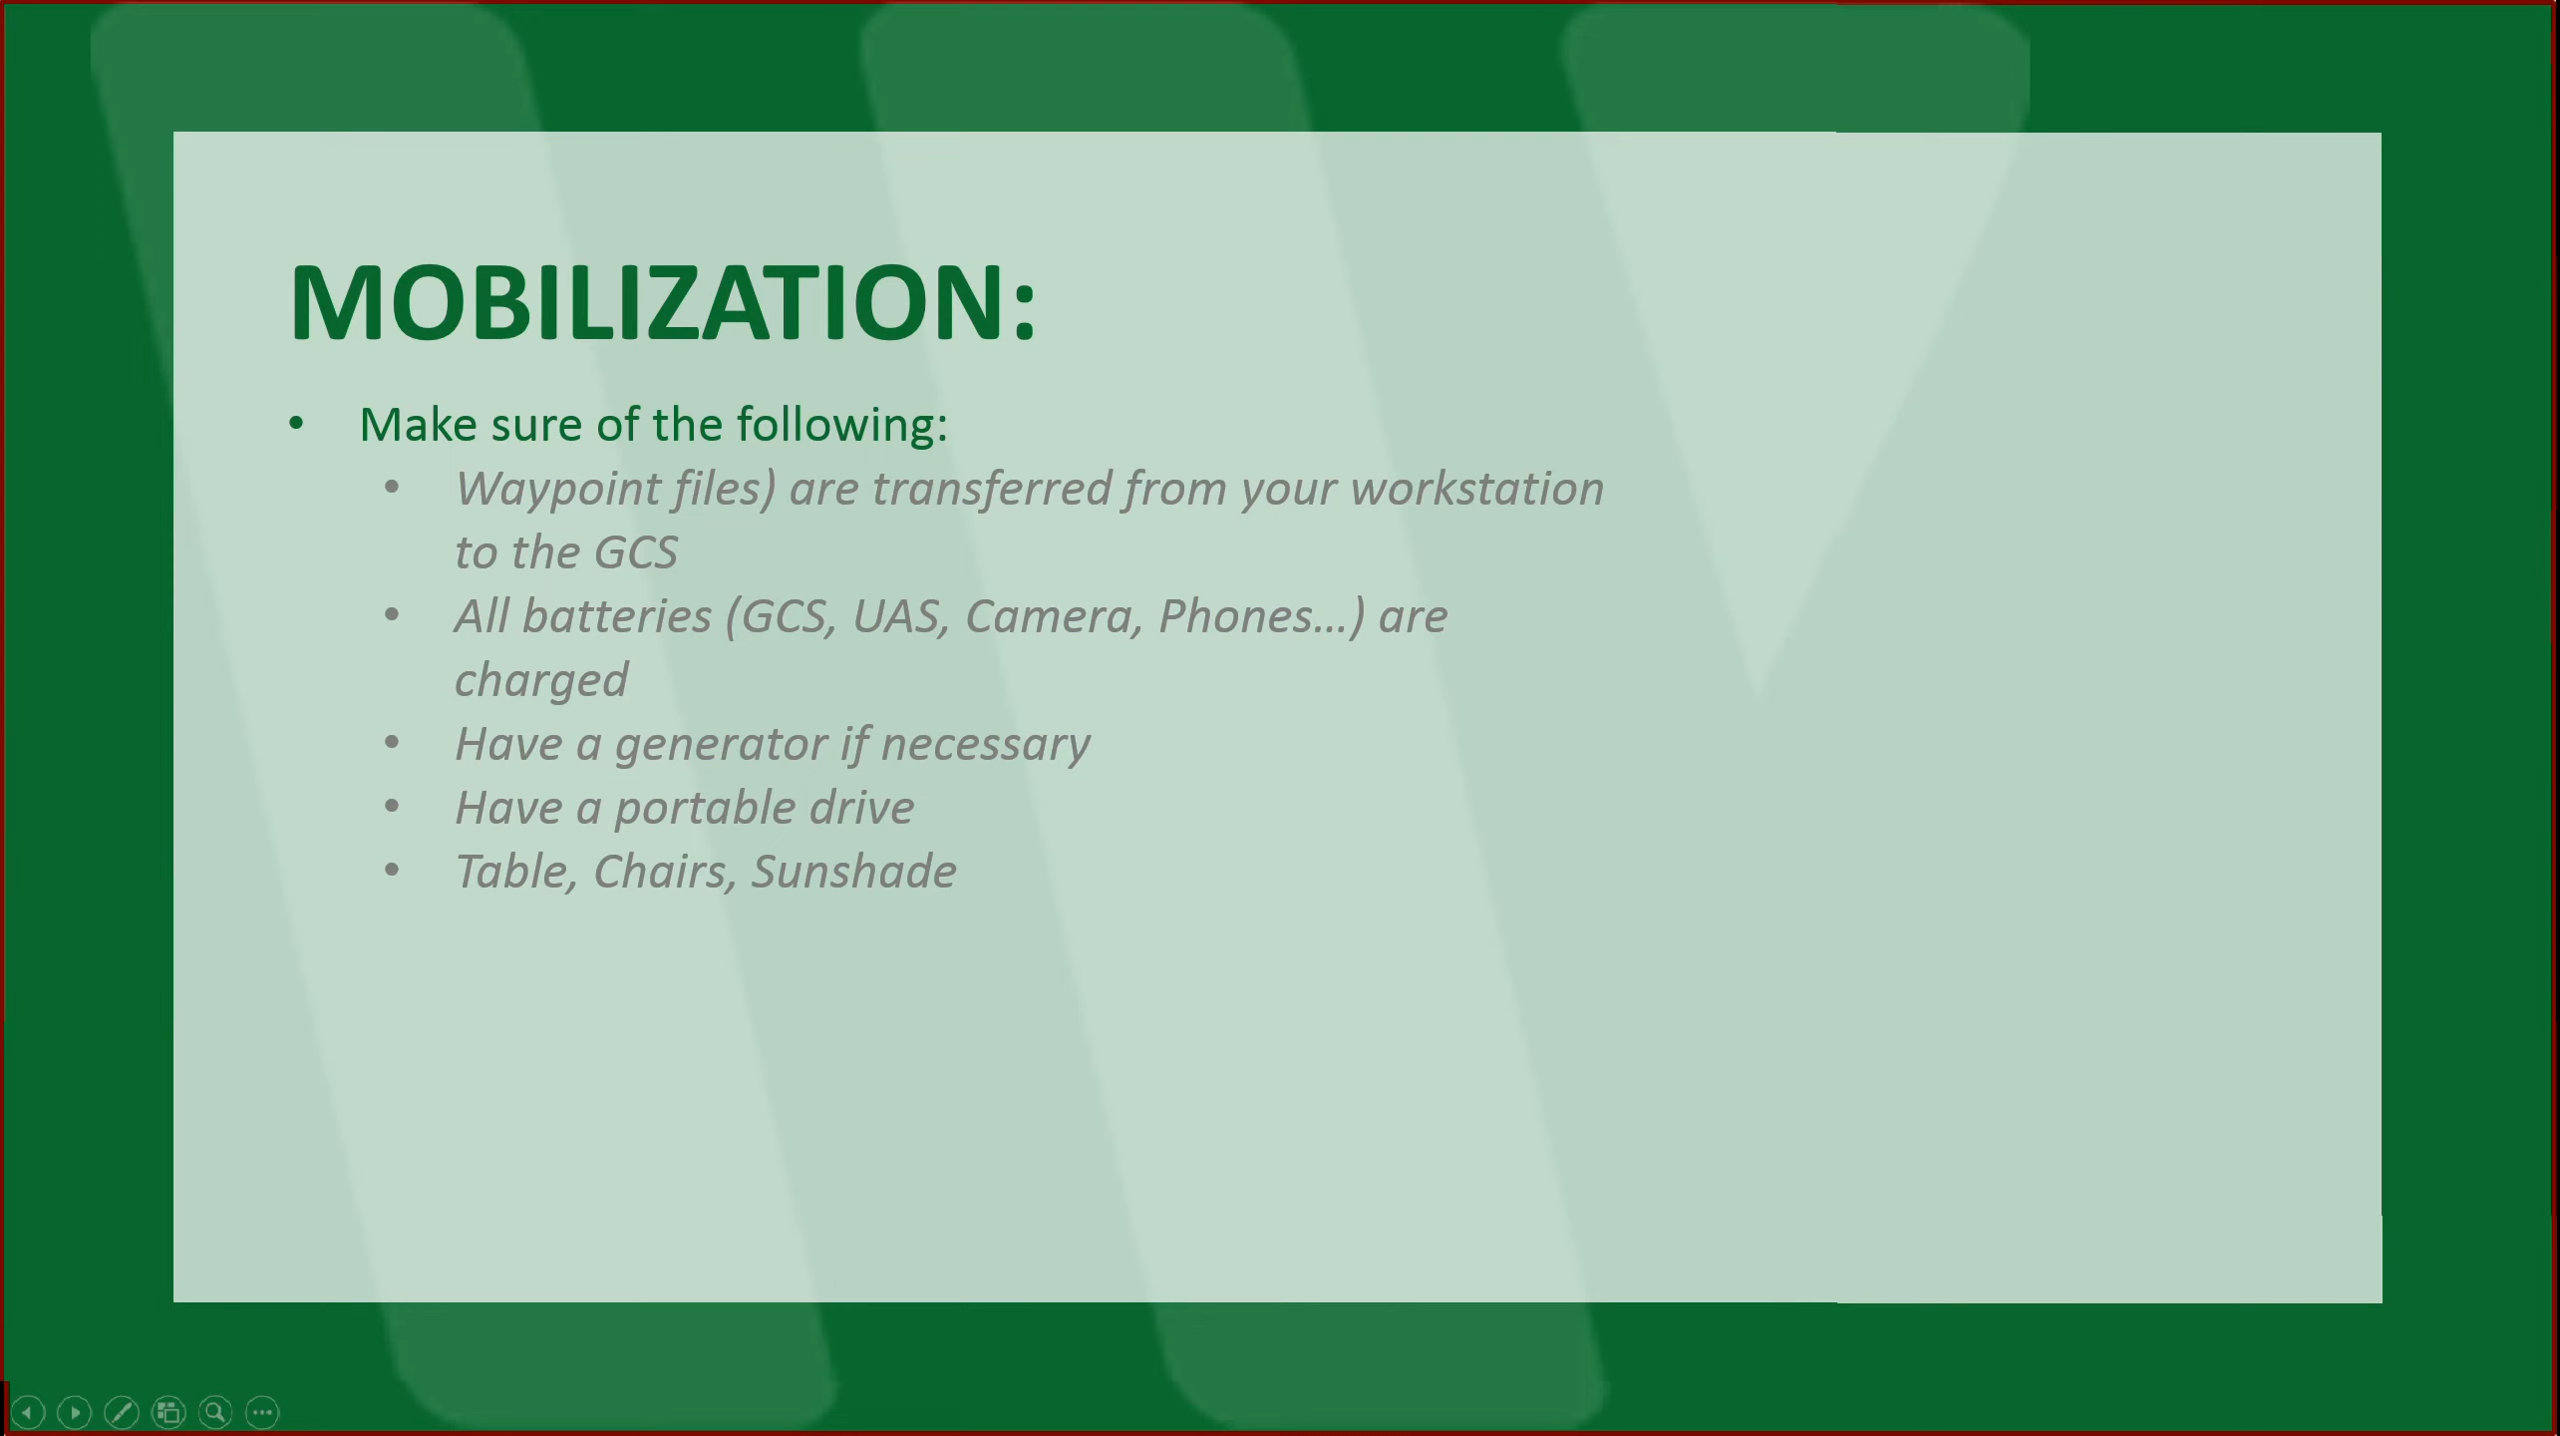 MOBILIZATION:
• Make sure of the following:
• Waypoint files) are transferred from your workstation
to the GCS
• All batteries (GCS, UAS, Camera, Phones...) are
charged
• Have a generator if necessary
• Have a portable drive
• Table, Chairs, Sunshade